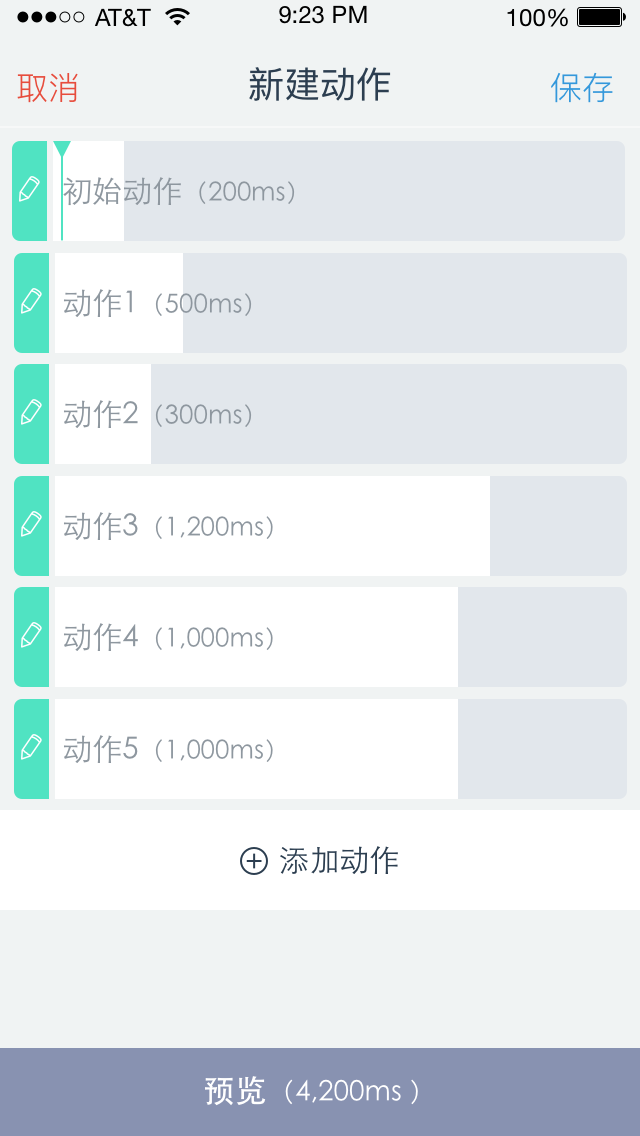 AT&T 9:23 PM 100%
取消 新建动作 保存
初始动作（200ms）
动作1（500ms）
动作2（300ms）
动作3（1,200ms）
动作4（1,000ms）
动作5（1,000ms）
添加动作
预览（4,200ms ）